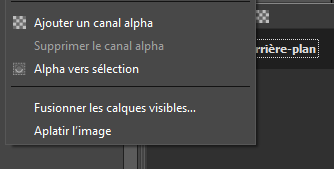 Ajouter un canal alpha
Supprimer le canal alpha
rrière-plan
Alpha vers sélection
Fusionner les calques visibles...
Aplatir l'image